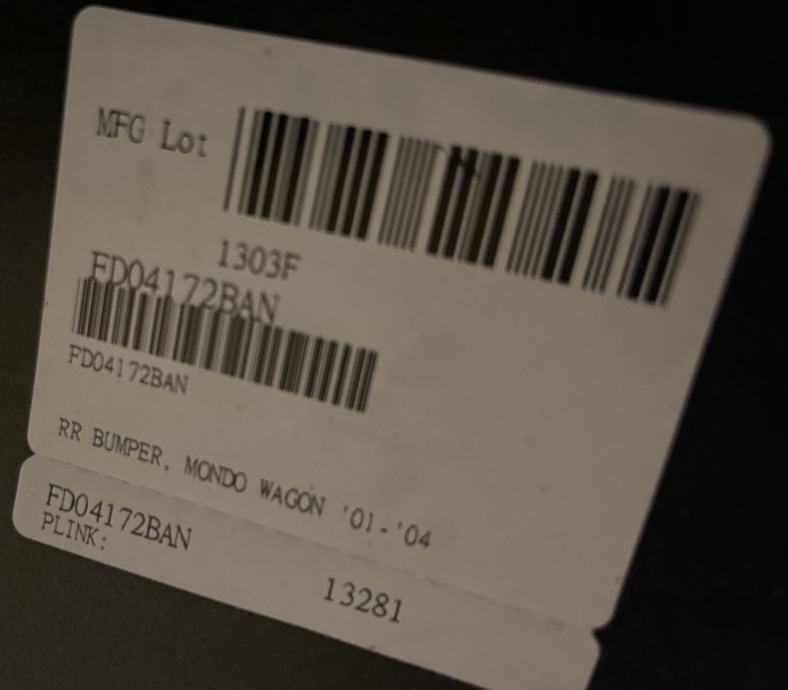 MFG Lot
1303F
FD04172BAN
FD04172BAN
RR BUMPER, MONDO WAGON '01-'04
FD04172BAN
PLINK:
13281